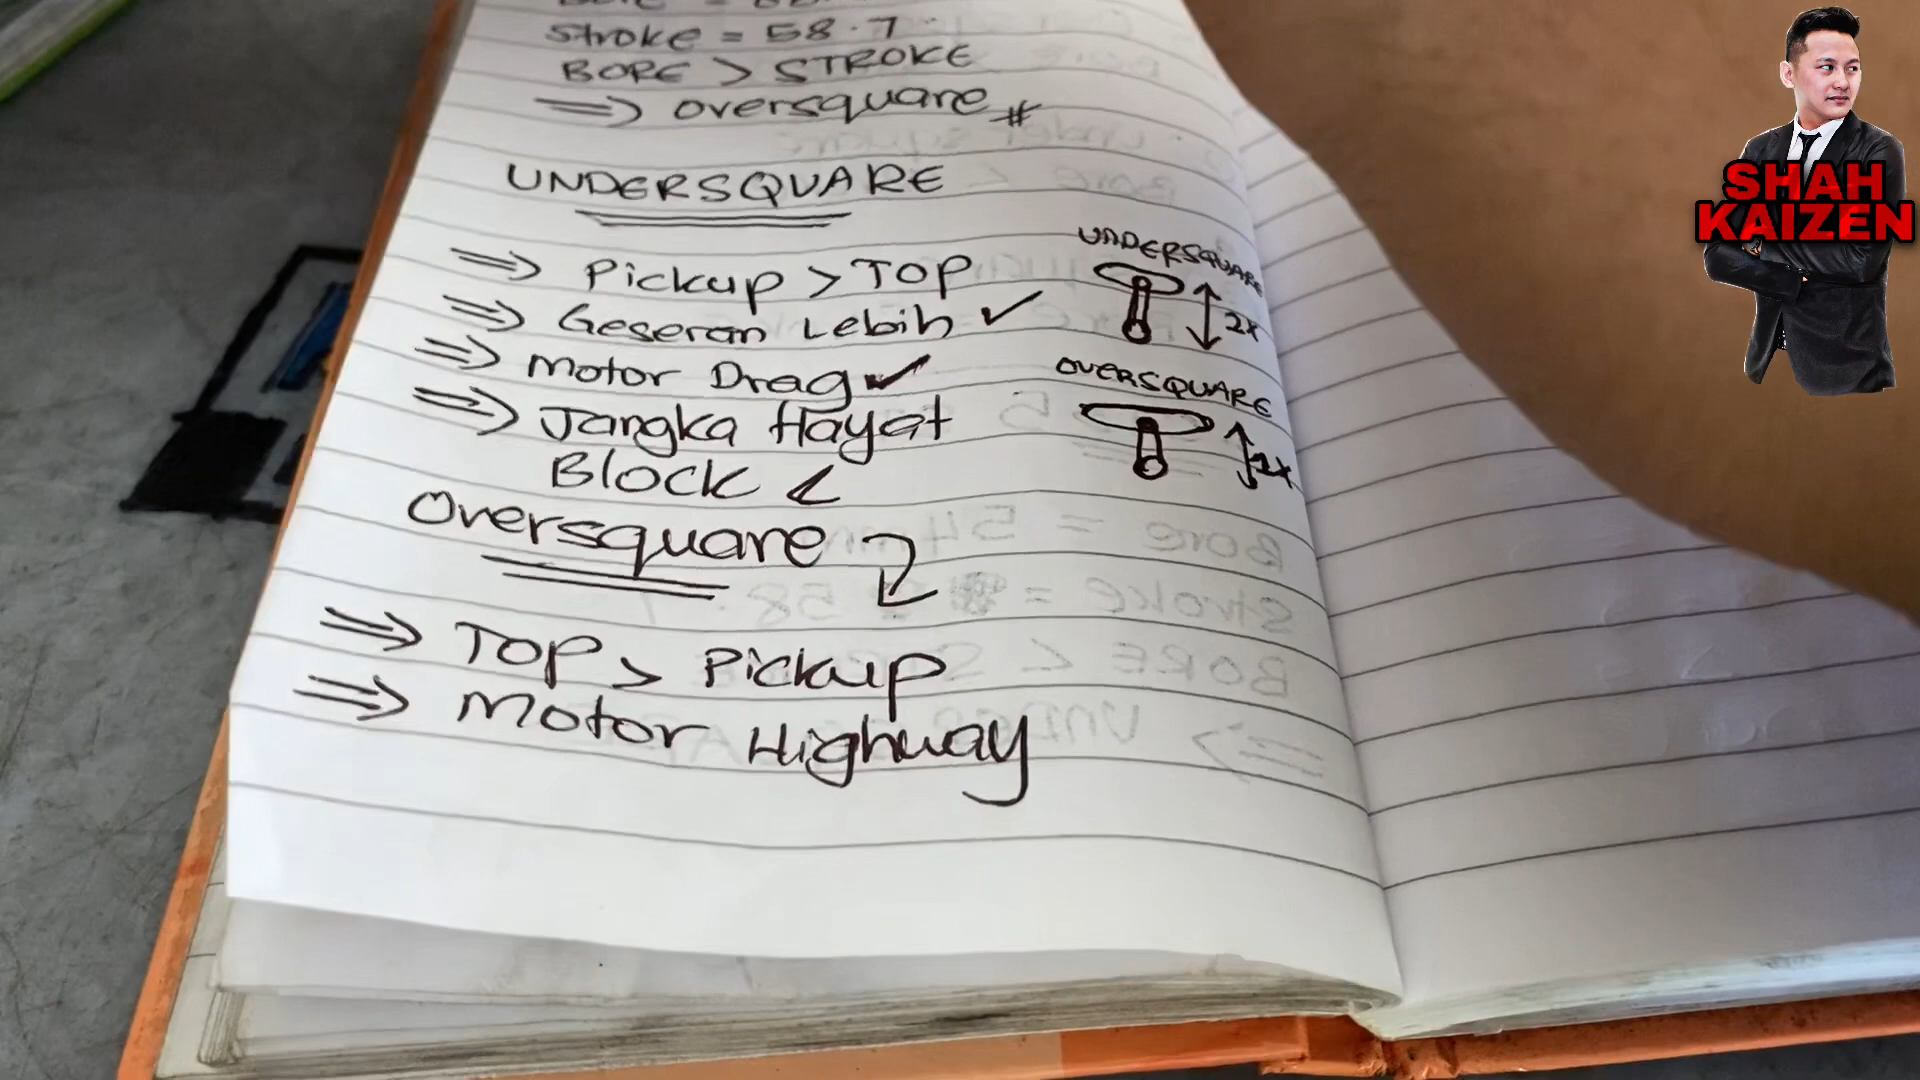 Stroke = 58.7
BORE > STROKE
=> oversquare #
UNDERSQUARE
=> Pickup > TOP
=> Geseran Lebih ✓
=> Motor Drag ✓
=> Jangka Hayat
Block <
UNDERSQUARE
2x
OVERSQUARE
Oversquare
=> TOP > Pickup
=> Motor Highway
SHAH
KAIZEN